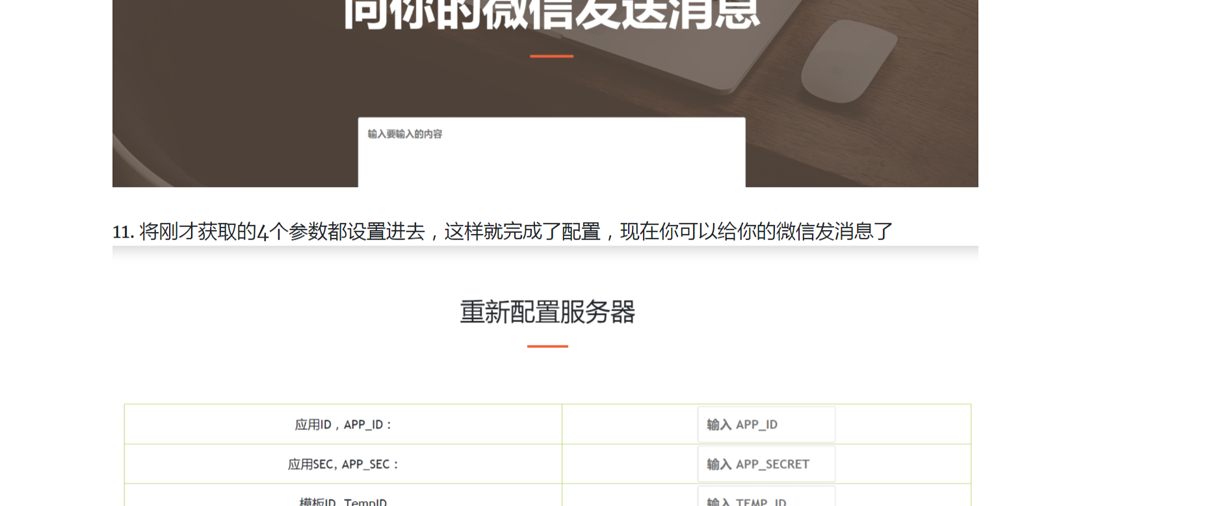 向你的微信发送消息
输入要输入的内容
11. 将刚才获取的4个参数都设置进去，这样就完成了配置，现在你可以给你的微信发消息了
重新配置服务器
应用ID，APP_ID： 输入 APP_ID
应用SEC, APP_SEC： 输入 APP_SECRET
模板ID, TempID 输入 TEMP_ID